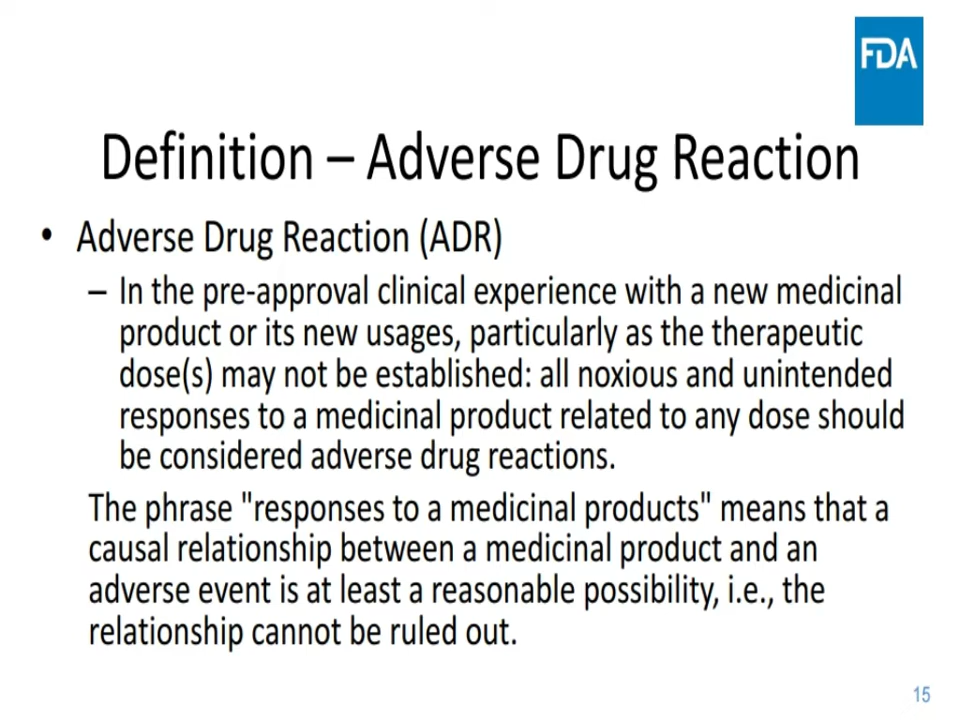 FDA
Definition – Adverse Drug Reaction
• Adverse Drug Reaction (ADR)
– In the pre-approval clinical experience with a new medicinal
product or its new usages, particularly as the therapeutic
dose(s) may not be established: all noxious and unintended
responses to a medicinal product related to any dose should
be considered adverse drug reactions.
The phrase "responses to a medicinal products" means that a
causal relationship between a medicinal product and an
adverse event is at least a reasonable possibility, i.e., the
relationship cannot be ruled out.
15